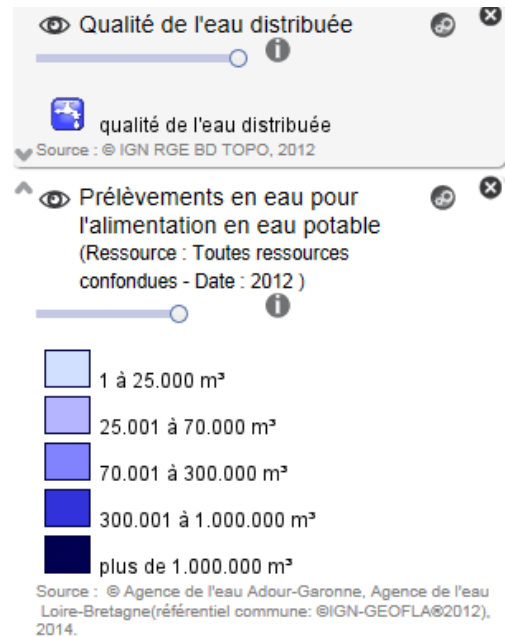 Qualité de l'eau distribuée
qualité de l'eau distribuée
Source : © IGN RGE BD TOPO, 2012
Prélèvements en eau pour
l'alimentation en eau potable
(Ressource : Toutes ressources
confondues - Date : 2012 )
1 à 25.000 m³
25.001 à 70.000 m³
70.001 à 300.000 m³
300.001 à 1.000.000 m³
plus de 1.000.000 m³
Source : © Agence de l'eau Adour-Garonne, Agence de l'eau
Loire-Bretagne(référentiel commune: ©IGN-GEOFLA®2012),
2014.